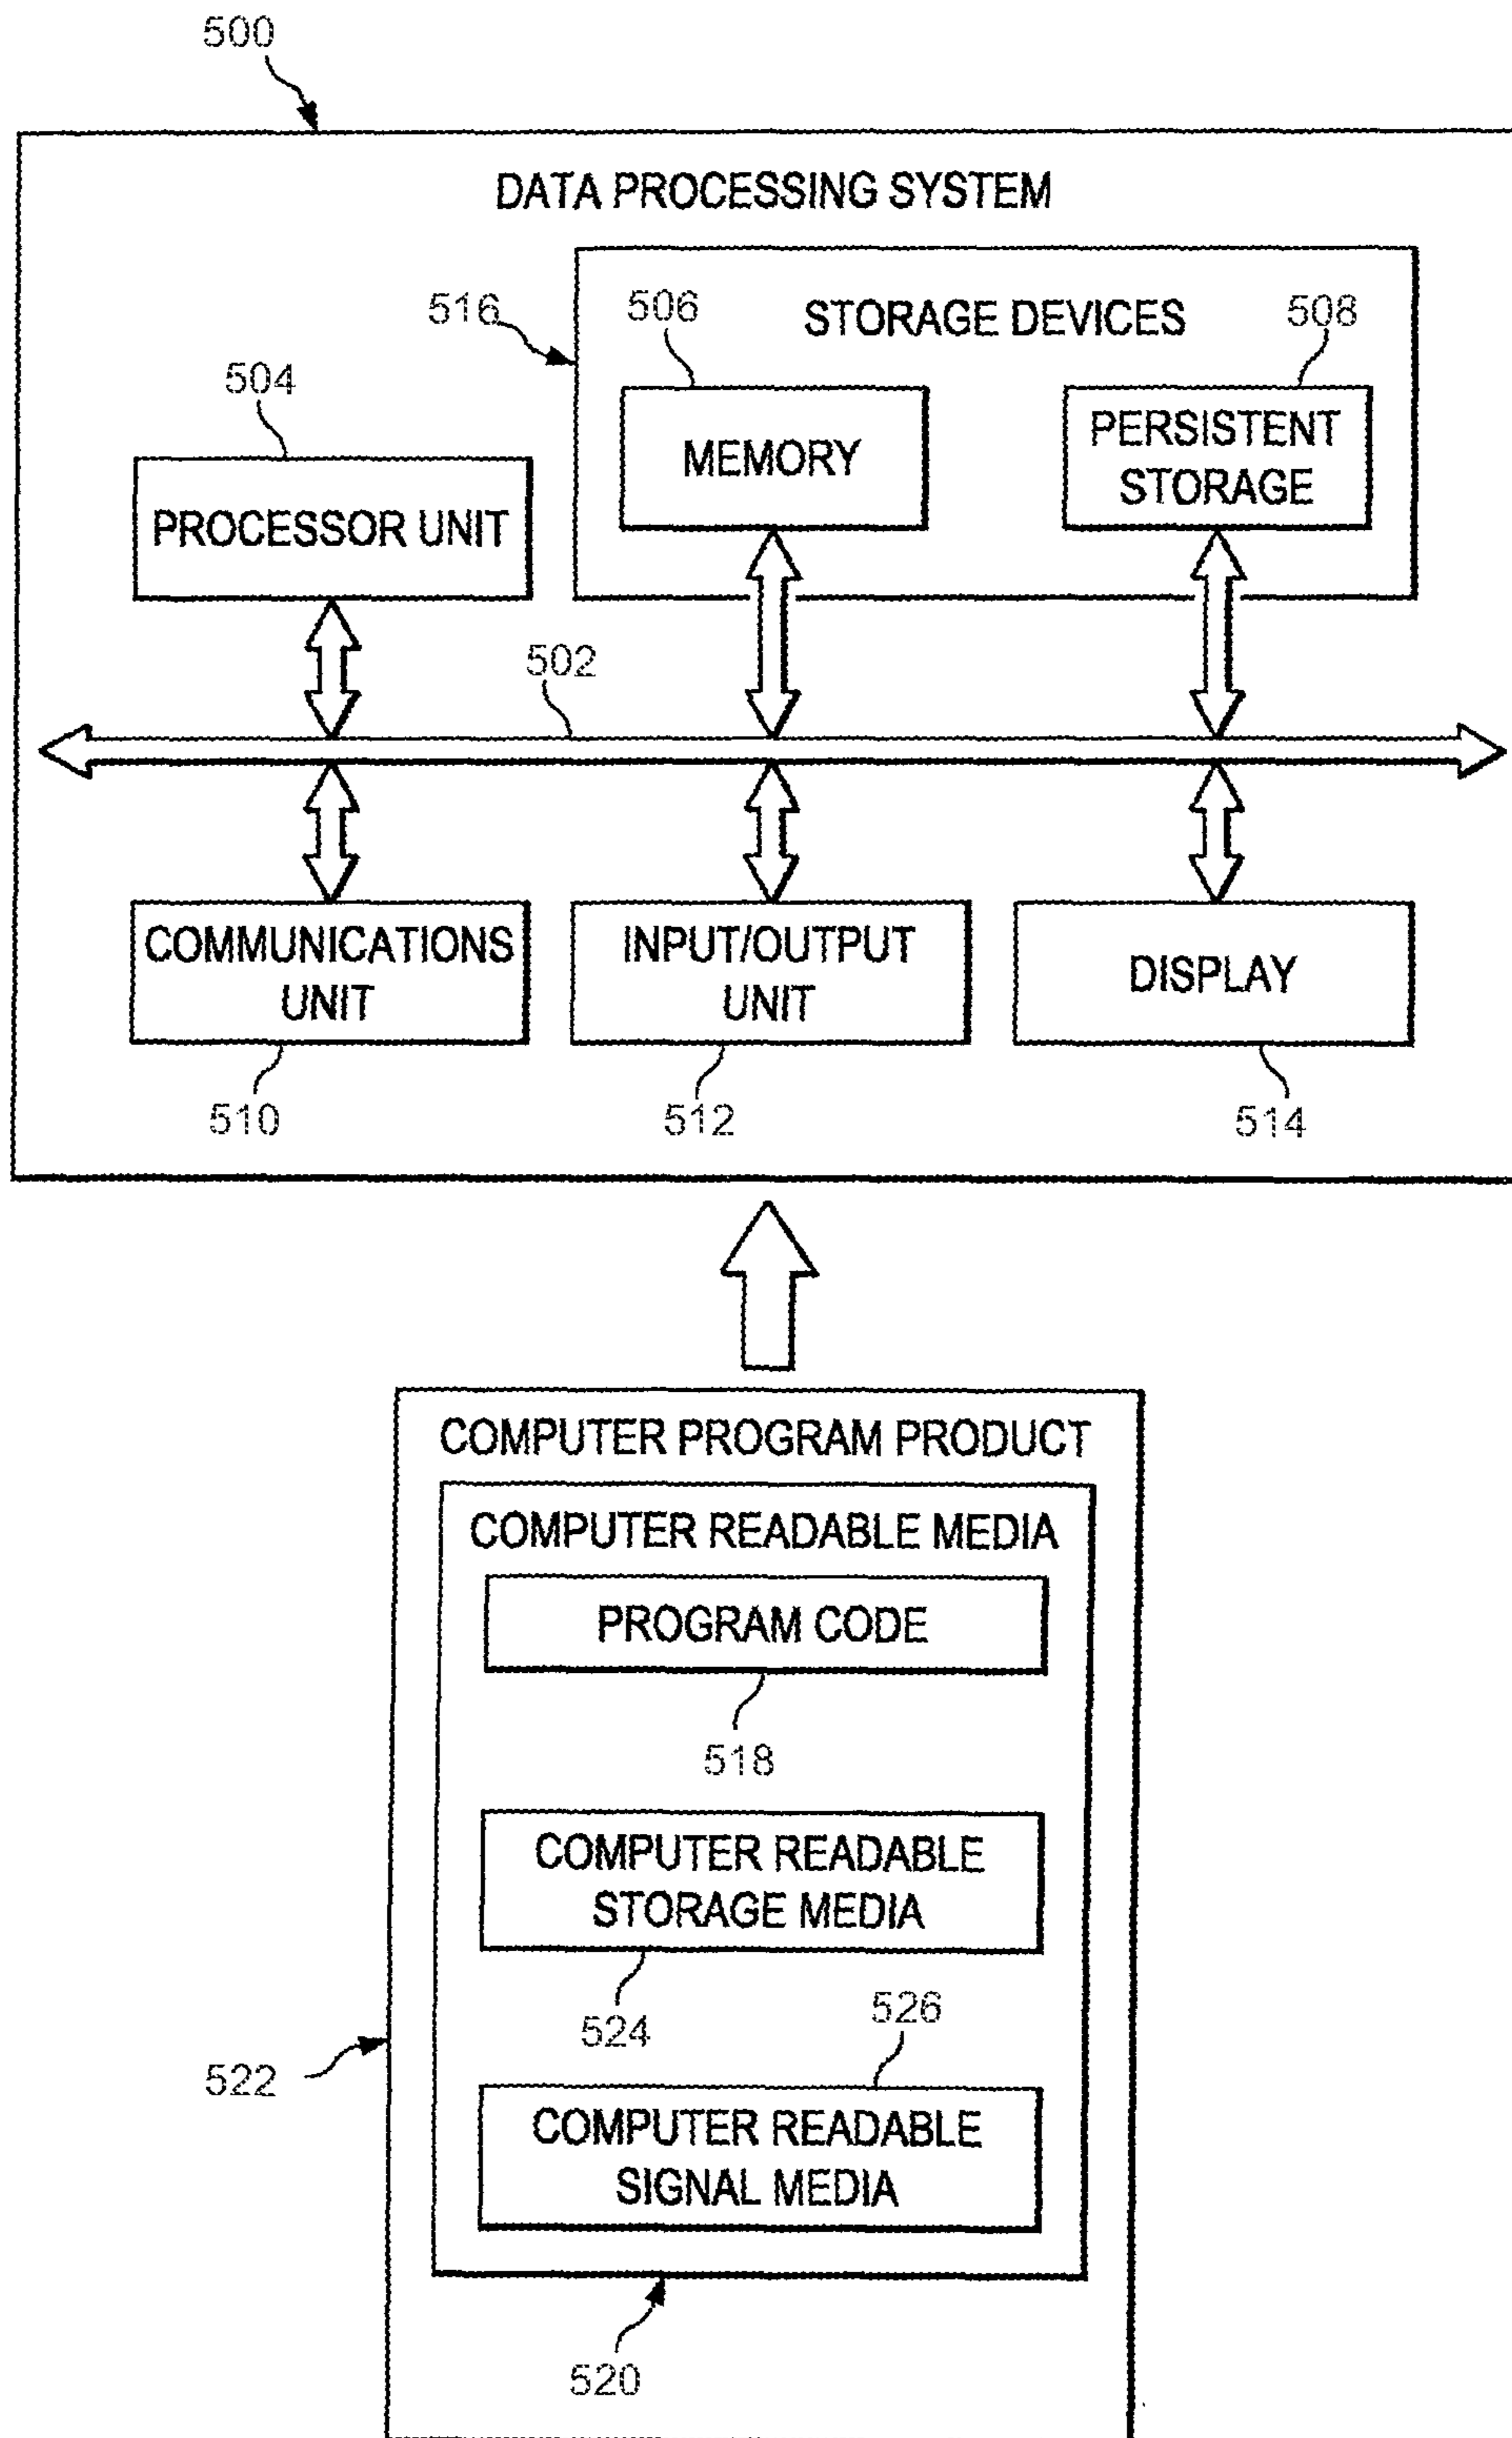 500
DATA PROCESSING SYSTEM
516
506
STORAGE DEVICES
508
504
MEMORY
PERSISTENT
STORAGE
PROCESSOR UNIT
502
COMMUNICATIONS
UNIT
INPUT/OUTPUT
UNIT
DISPLAY
510
512
514
COMPUTER PROGRAM PRODUCT
COMPUTER READABLE MEDIA
PROGRAM CODE
518
COMPUTER READABLE
STORAGE MEDIA
524
526
522
COMPUTER READABLE
SIGNAL MEDIA
520